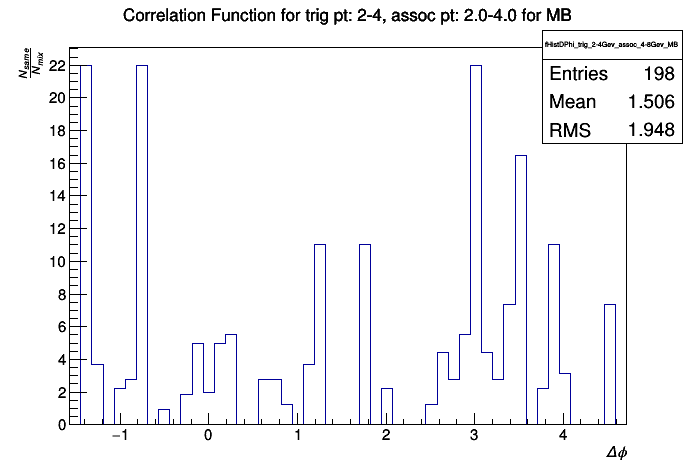 Correlation Function for trig pt: 2-4, assoc pt: 2.0-4.0 for MB
fHistDPhi_trig_2-4Gev_assoc_4-8Gev_MB
Entries 198
Mean 1.506
RMS 1.948
N_same
N_mix
22
20
18
16
14
12
10
8
6
4
2
0
−1 0 1 2 3 4
Δϕ